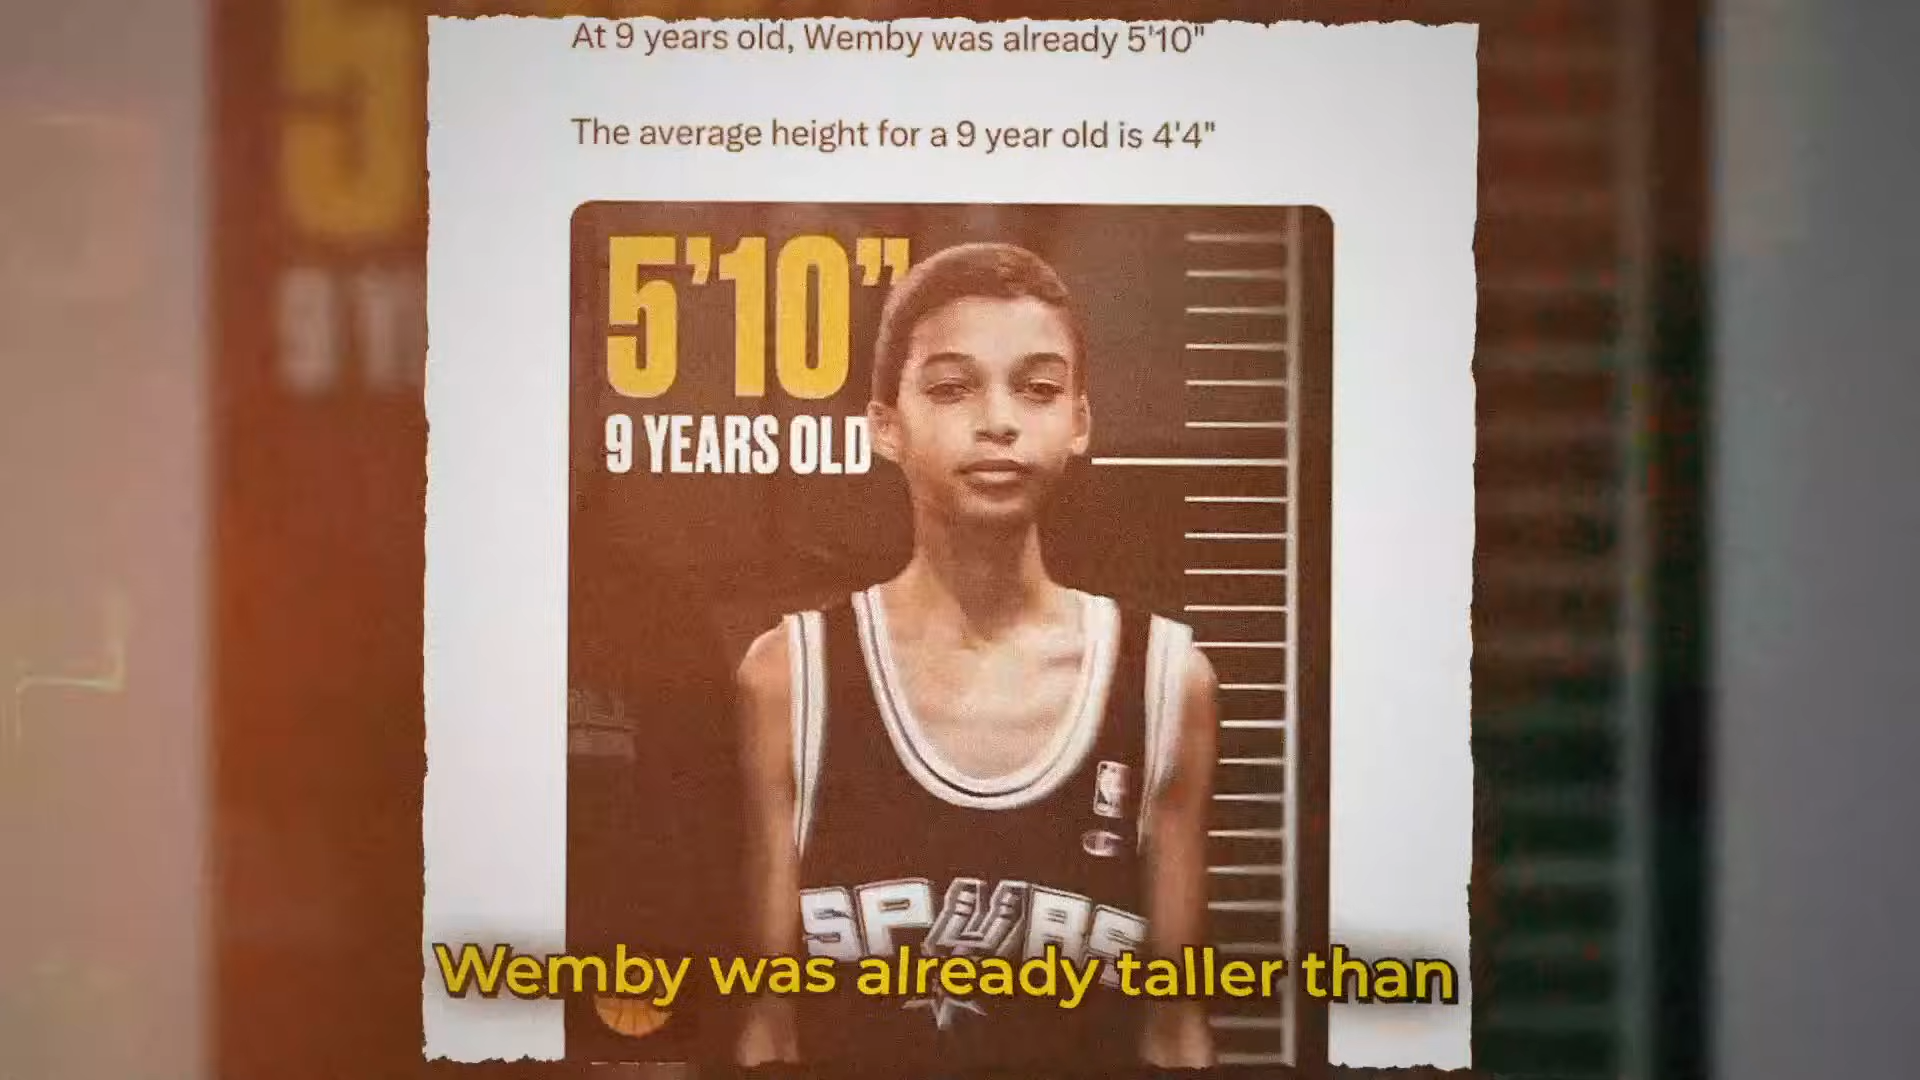 At 9 years old, Wemby was already 5'10"
The average height for a 9 year old is 4'4"
5’10”
9 YEARS OLD
SPURS
Wemby was already taller than